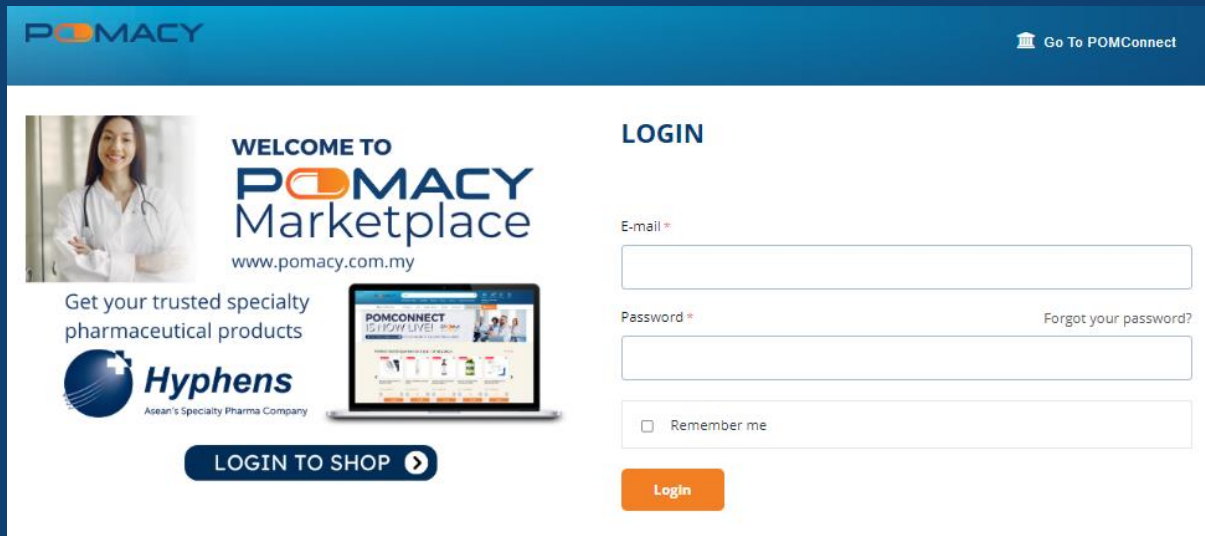 POMACY
Go To POMConnect
WELCOME TO
POMACY
Marketplace
www.pomacy.com.my
Get your trusted specialty
pharmaceutical products
Hyphens
Asean's Specialty Pharma Company
POMCONNECT
IS NOW LIVE!
LOGIN TO SHOP
LOGIN
E-mail *
Password *
Forgot your password?
Remember me
Login